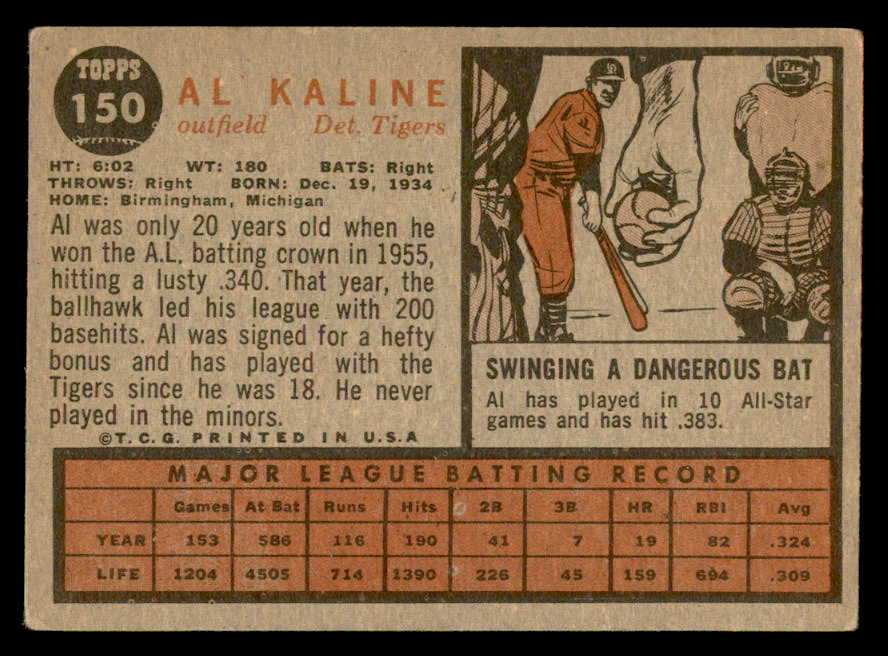 TOPPS
150
AL KALINE
outfield Det. Tigers
HT: 6:02 WT: 180 BATS: Right
THROWS: Right BORN: Dec. 19, 1934
HOME: Birmingham, Michigan
Al was only 20 years old when he
won the A.L. batting crown in 1955,
hitting a lusty .340. That year, the
ballhawk led his league with 200
basehits. Al was signed for a hefty
bonus and has played with the
Tigers since he was 18. He never
played in the minors.
©T.C.G. PRINTED IN U.S.A
SWINGING A DANGEROUS BAT
Al has played in 10 All-Star
games and has hit .383.
MAJOR LEAGUE BATTING RECORD
Games At Bat Runs Hits 2B 3B HR RBI Avg
YEAR 153 586 116 190 41 7 19 82 .324
LIFE 1204 4505 714 1390 226 45 159 694 .309